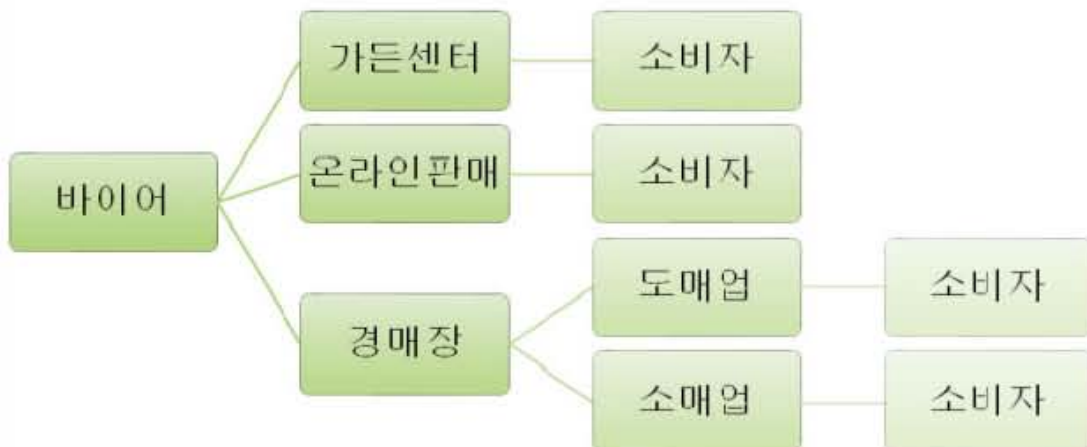 가든센터
소비자
온라인판매
소비자
바이어
도매업
소비자
경매장
소매업
소비자